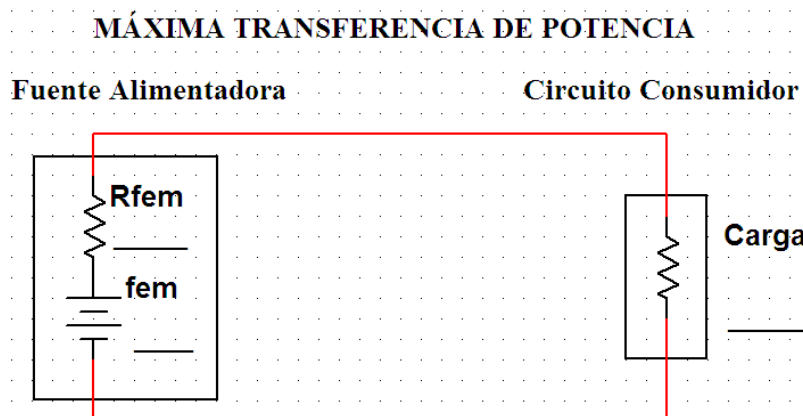 MÁXIMA TRANSFERENCIA DE POTENCIA
Fuente Alimentadora
Circuito Consumidor
Rfem
fem
Carga